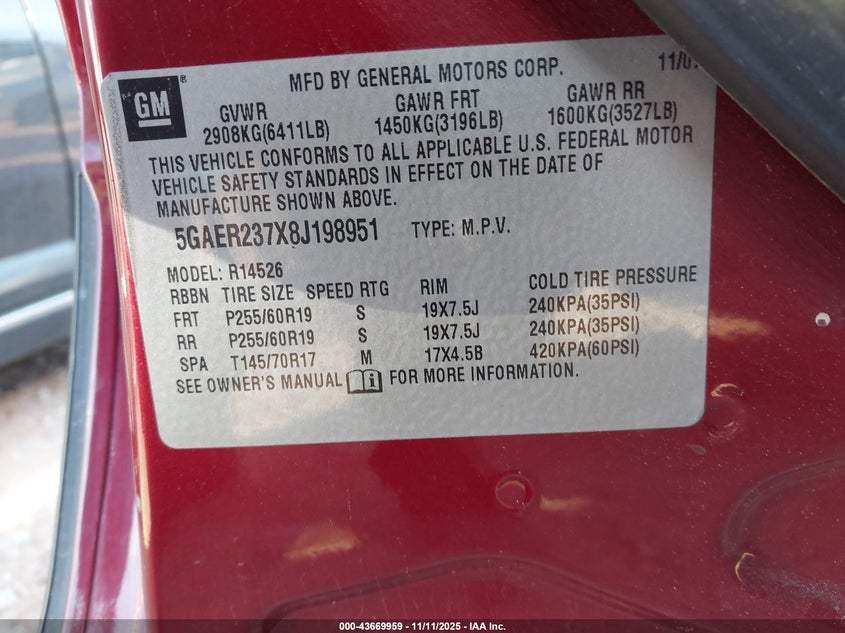 MFD BY GENERAL MOTORS CORP. 11/0
GM
GVWR GAWR FRT GAWR RR
2908KG(6411LB) 1450KG(3196LB) 1600KG(3527LB)
THIS VEHICLE CONFORMS TO ALL APPLICABLE U.S. FEDERAL MOTOR
VEHICLE SAFETY STANDARDS IN EFFECT ON THE DATE OF
MANUFACTURE SHOWN ABOVE.
5GAER237X8J198951 TYPE: M.P.V.
MODEL: R14526
RBBN TIRE SIZE SPEED RTG RIM COLD TIRE PRESSURE
FRT P255/60R19 S 19X7.5J 240KPA(35PSI)
RR P255/60R19 S 19X7.5J 240KPA(35PSI)
SPA T145/70R17 M 17X4.5B 420KPA(60PSI)
SEE OWNER'S MANUAL i FOR MORE INFORMATION.
000-43669959 - 11/11/2025 - IAA Inc.